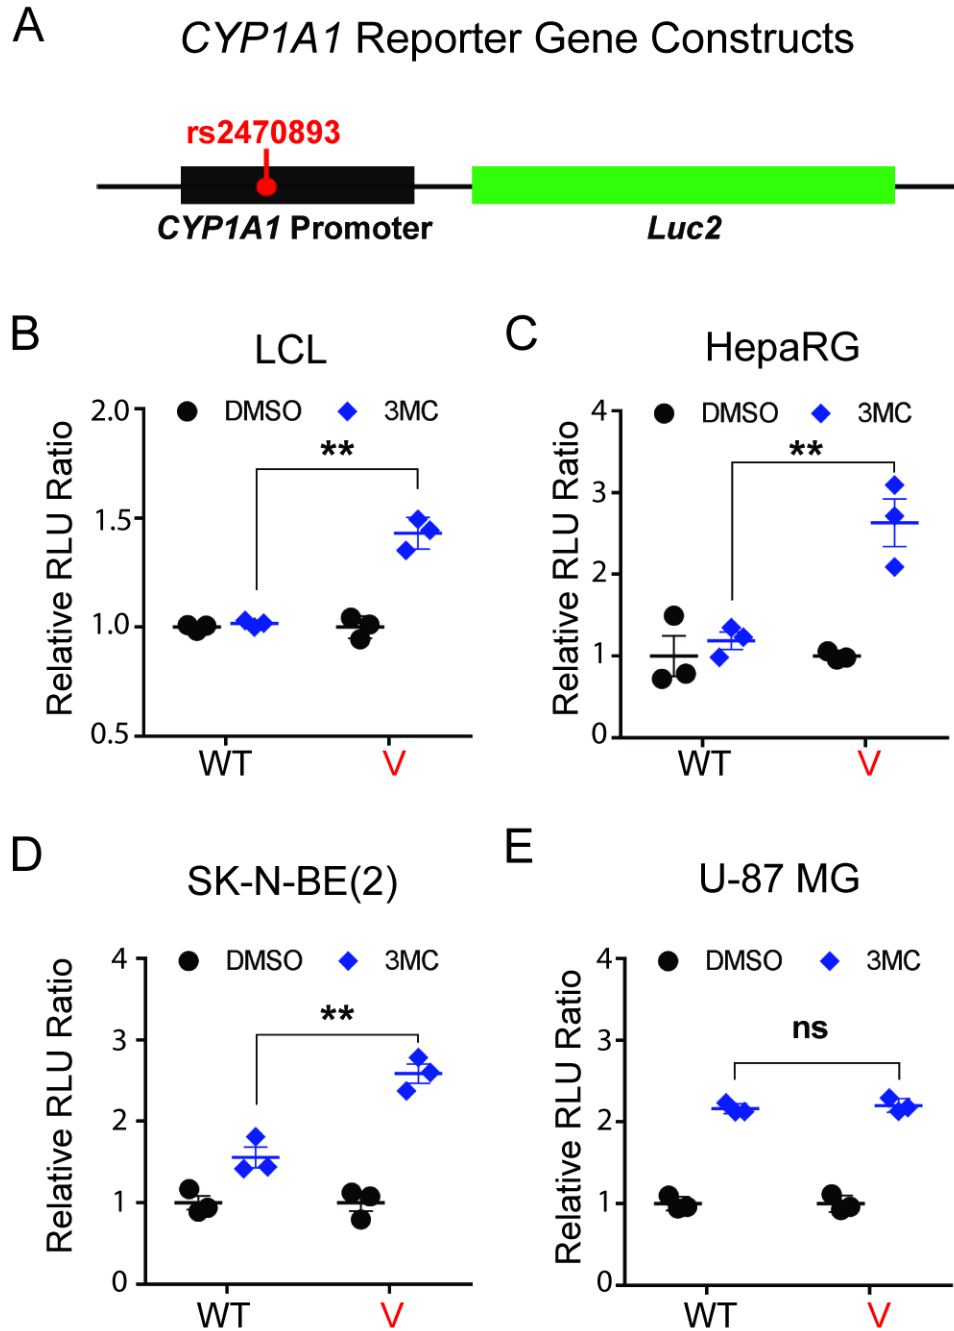 A
CYP1A1 Reporter Gene Constructs
rs2470893
CYP1A1 Promoter
Luc2
B
LCL
DMSO
3MC
**
Relative RLU Ratio
2.0
1.5
1.0
0.5
WT
V
C
HepaRG
DMSO
3MC
**
Relative RLU Ratio
4
3
2
1
0
WT
V
D
SK-N-BE(2)
DMSO
3MC
**
Relative RLU Ratio
4
3
2
1
0
WT
V
E
U-87 MG
DMSO
3MC
ns
Relative RLU Ratio
4
3
2
1
0
WT
V